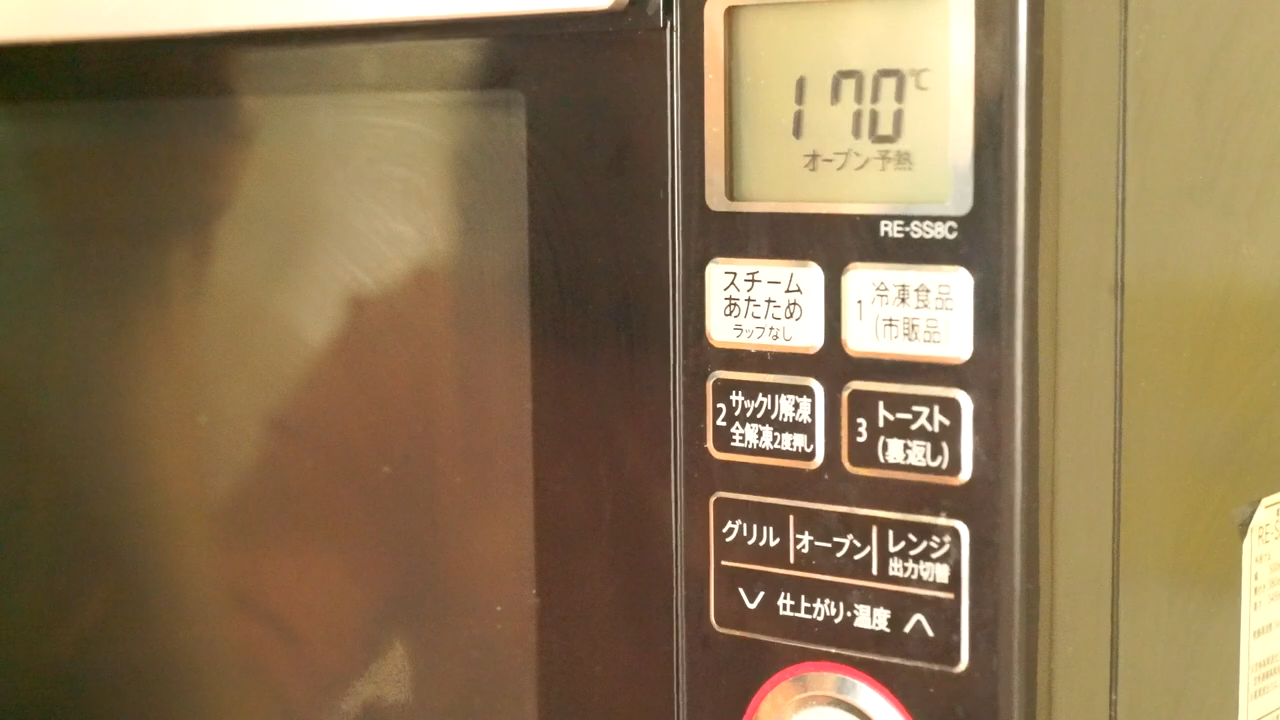 170℃
オーブン予熱
RE-SS8C
スチーム
あたため
ラップなし
1 冷凍食品
(市販品)
2 サックリ解凍
全解凍2度押し
3 トースト
(裏返し)
グリル オーブン レンジ
出力切替
∨ 仕上がり・温度 ∧
RE-S